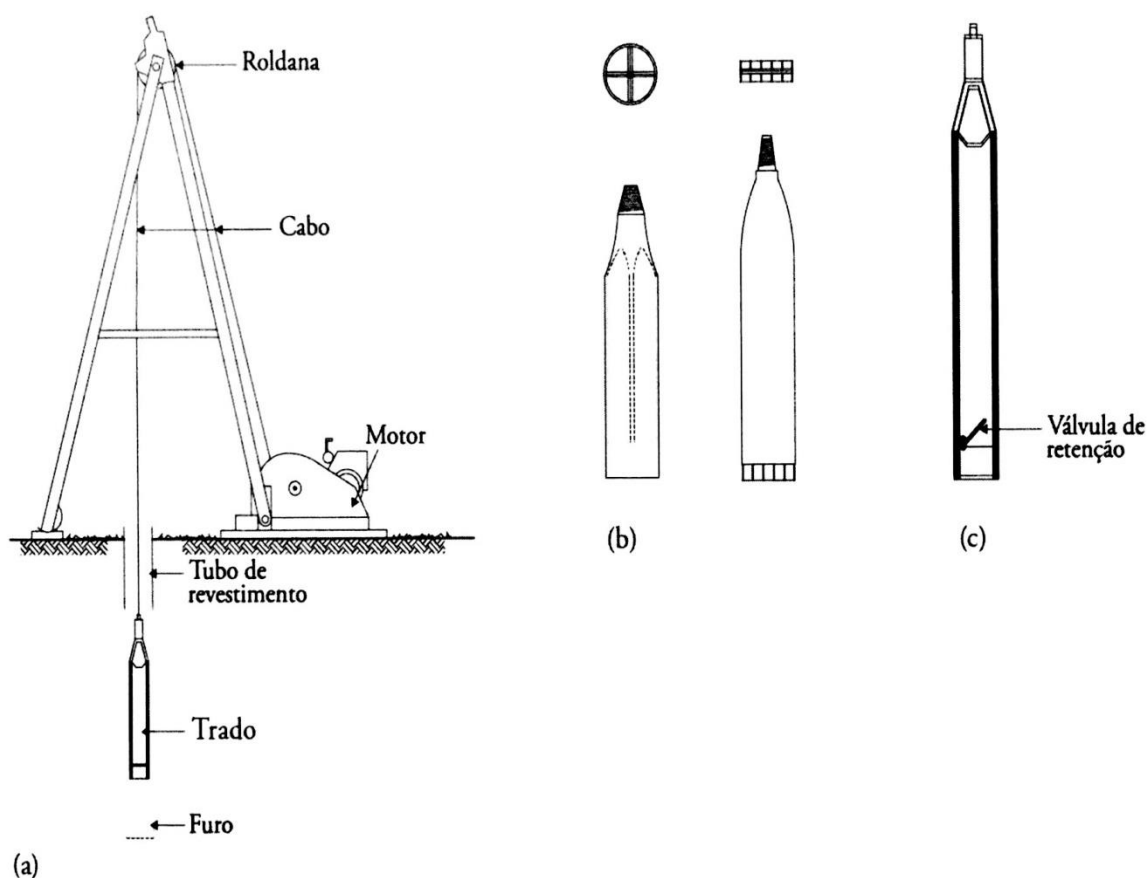 Roldana
Cabo
Motor
Válvula de
retenção
(b)
(c)
Tubo de
revestimento
Trado
Furo
(a)